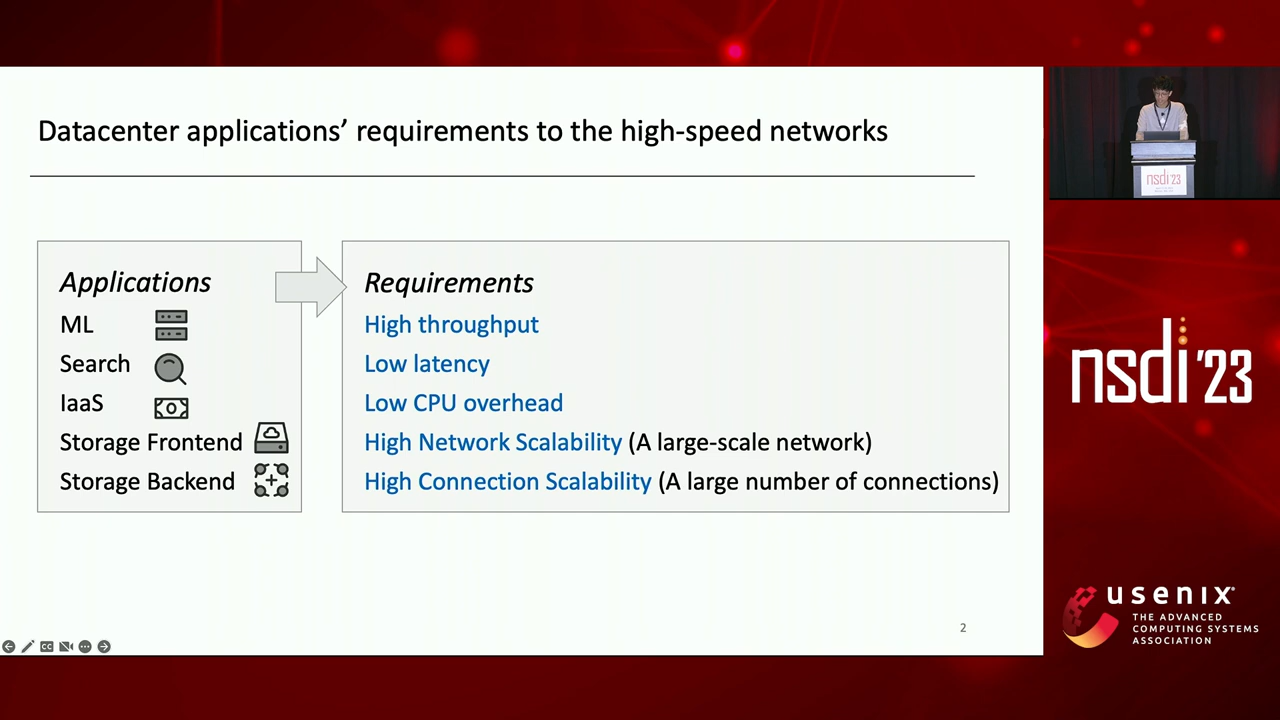 Datacenter applications' requirements to the high-speed networks
Applications
ML
Search
IaaS
Storage Frontend
Storage Backend
Requirements
High throughput
Low latency
Low CPU overhead
High Network Scalability (A large-scale network)
High Connection Scalability (A large number of connections)
2
nsdi '23
nsdi '23
usenix
THE ADVANCED
COMPUTING SYSTEMS
ASSOCIATION